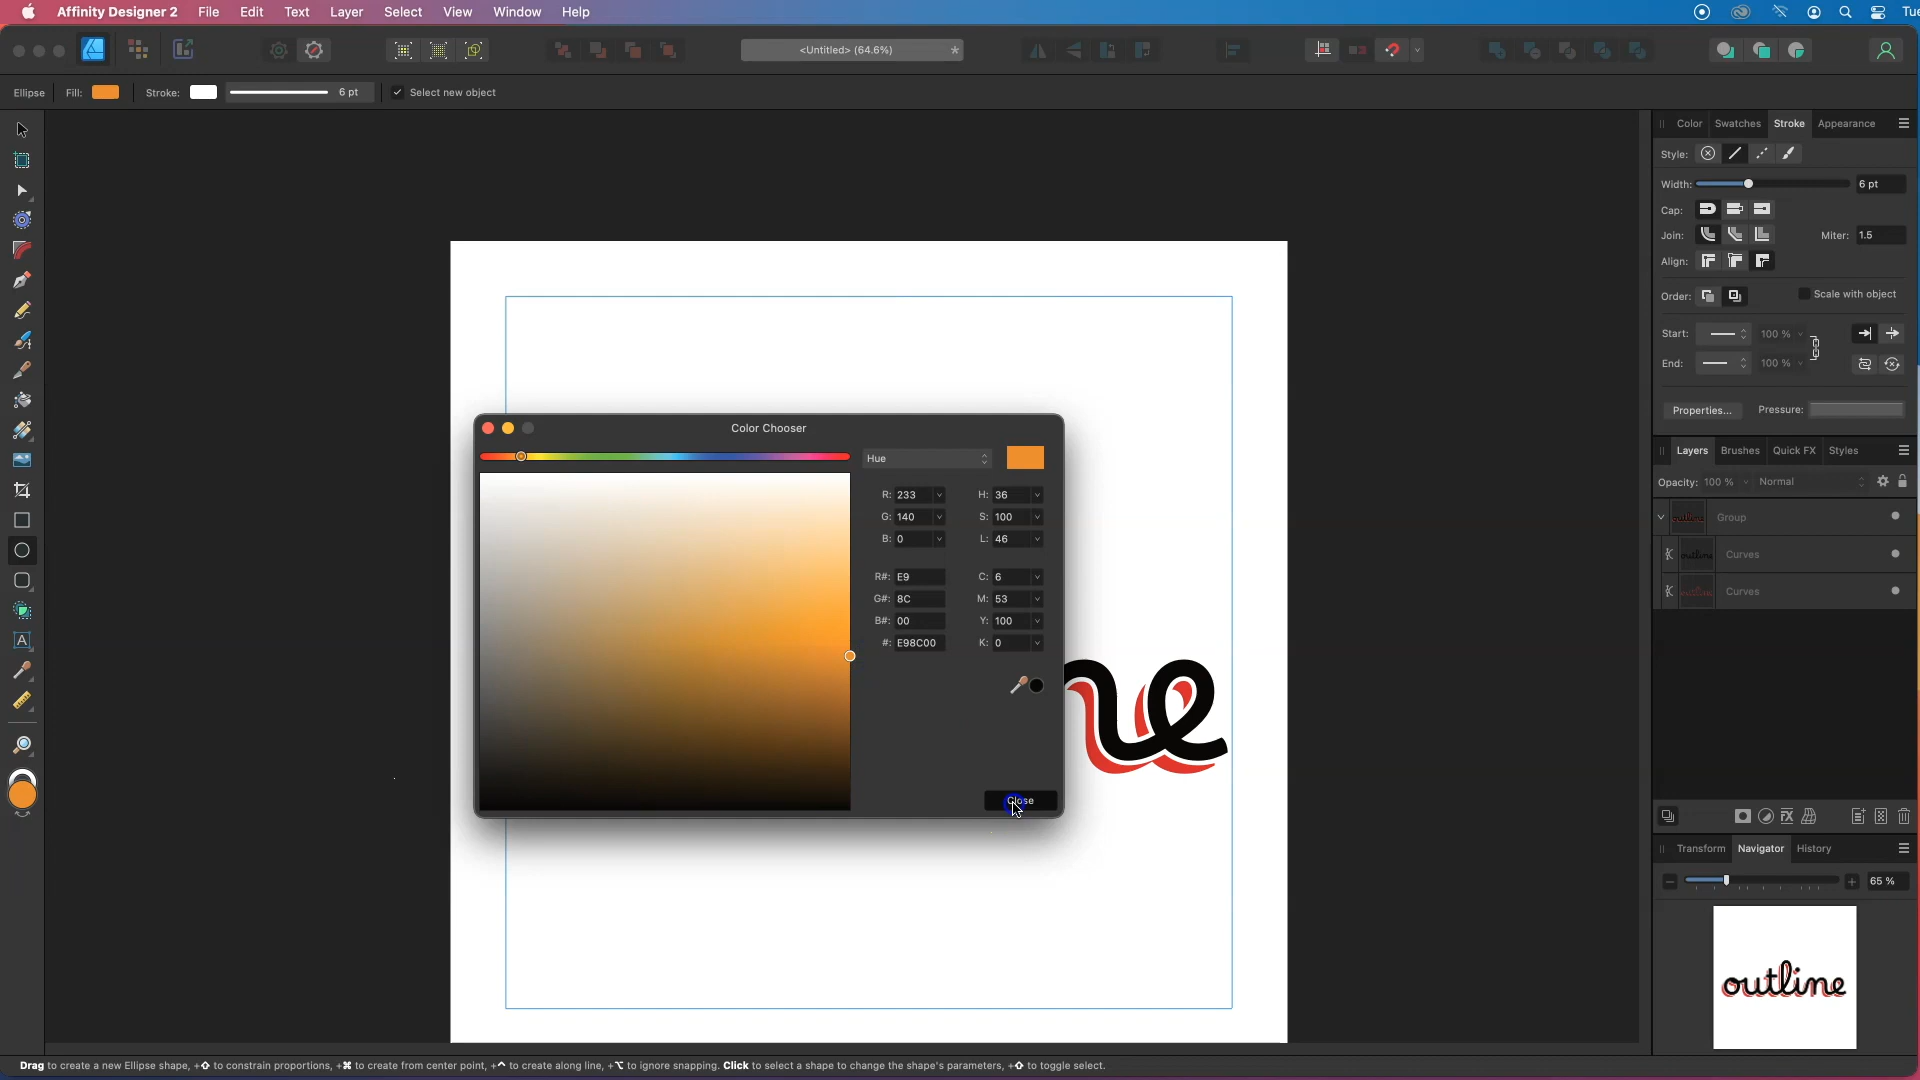 Affinity Designer 2 File Edit Text Layer Select View Window Help Tue
<Untitled> (64.6%) *
Ellipse Fill: Stroke: 6 pt Select new object
Color Swatches Stroke Appearance
Style:
Width: 6 pt
Cap:
Join: Miter: 1.5
Align:
Order: Scale with object
Start: 100 %
End: 100 %
Properties... Pressure:
Color Chooser
Hue
R: 233 H: 36
G: 140 S: 100
B: 0 L: 46
R#: E9 C: 6
G#: 8C M: 53
B#: 00 Y: 100
#: E98C00 K: 0
Close
ne
Layers Brushes Quick FX Styles
Opacity: 100 % Normal
outline Group
outline Curves
outline Curves
Transform Navigator History
65 %
outline
Drag to create a new Ellipse shape, +⇧ to constrain proportions, +⌘ to create from center point, +^ to create along line, +⌥ to ignore snapping. Click to select a shape to change the shape's parameters, +⇧ to toggle select.